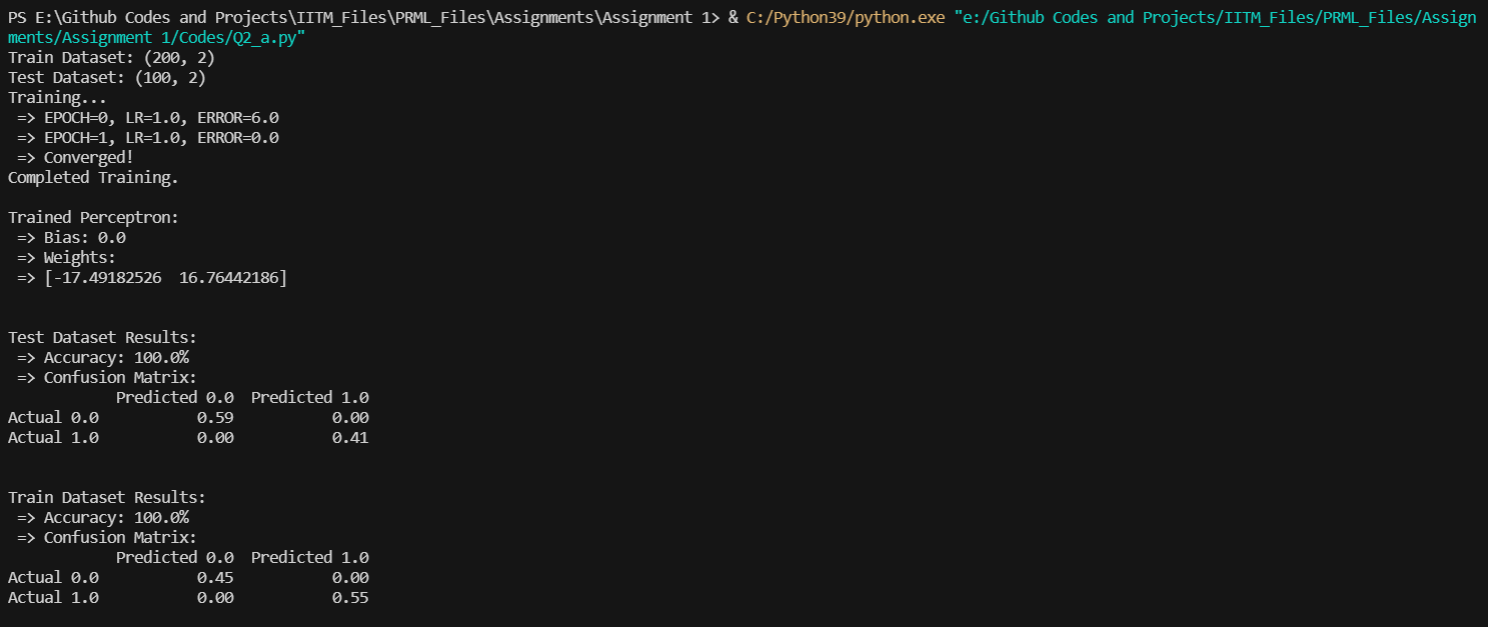 PS E:\Github Codes and Projects\IITM_Files\PRML_Files\Assignments\Assignment 1> & C:/Python39/python.exe "e:/Github Codes and Projects/IITM_Files/PRML_Files/Assign
ments/Assignment 1/Codes/Q2_a.py"
Train Dataset: (200, 2)
Test Dataset: (100, 2)
Training...
 => EPOCH=0, LR=1.0, ERROR=6.0
 => EPOCH=1, LR=1.0, ERROR=0.0
 => Converged!
Completed Training.

Trained Perceptron:
 => Bias: 0.0
 => Weights:
 => [-17.49182526  16.76442186]


Test Dataset Results:
 => Accuracy: 100.0%
 => Confusion Matrix:
            Predicted 0.0  Predicted 1.0
Actual 0.0           0.59           0.00
Actual 1.0           0.00           0.41


Train Dataset Results:
 => Accuracy: 100.0%
 => Confusion Matrix:
            Predicted 0.0  Predicted 1.0
Actual 0.0           0.45           0.00
Actual 1.0           0.00           0.55